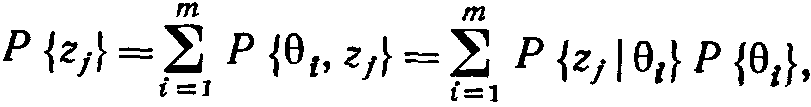 P {z_j} = \sum_{i=1}^{m} P {θ_i, z_j} = \sum_{i=1}^{m} P {z_j | θ_i} P {θ_i},